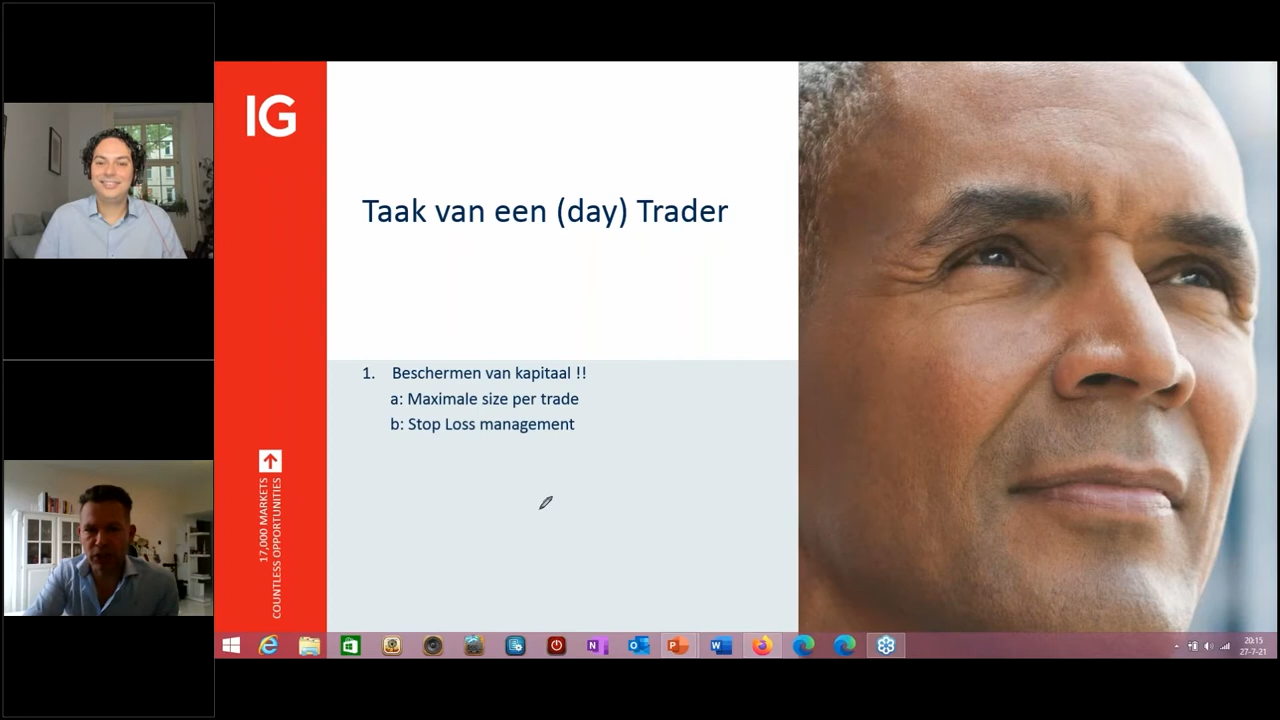 IG
Taak van een (day) Trader
1. Beschermen van kapitaal !!
a: Maximale size per trade
b: Stop Loss management
17,000 MARKETS
COUNTLESS OPPORTUNITIES
20:15
27-7-21